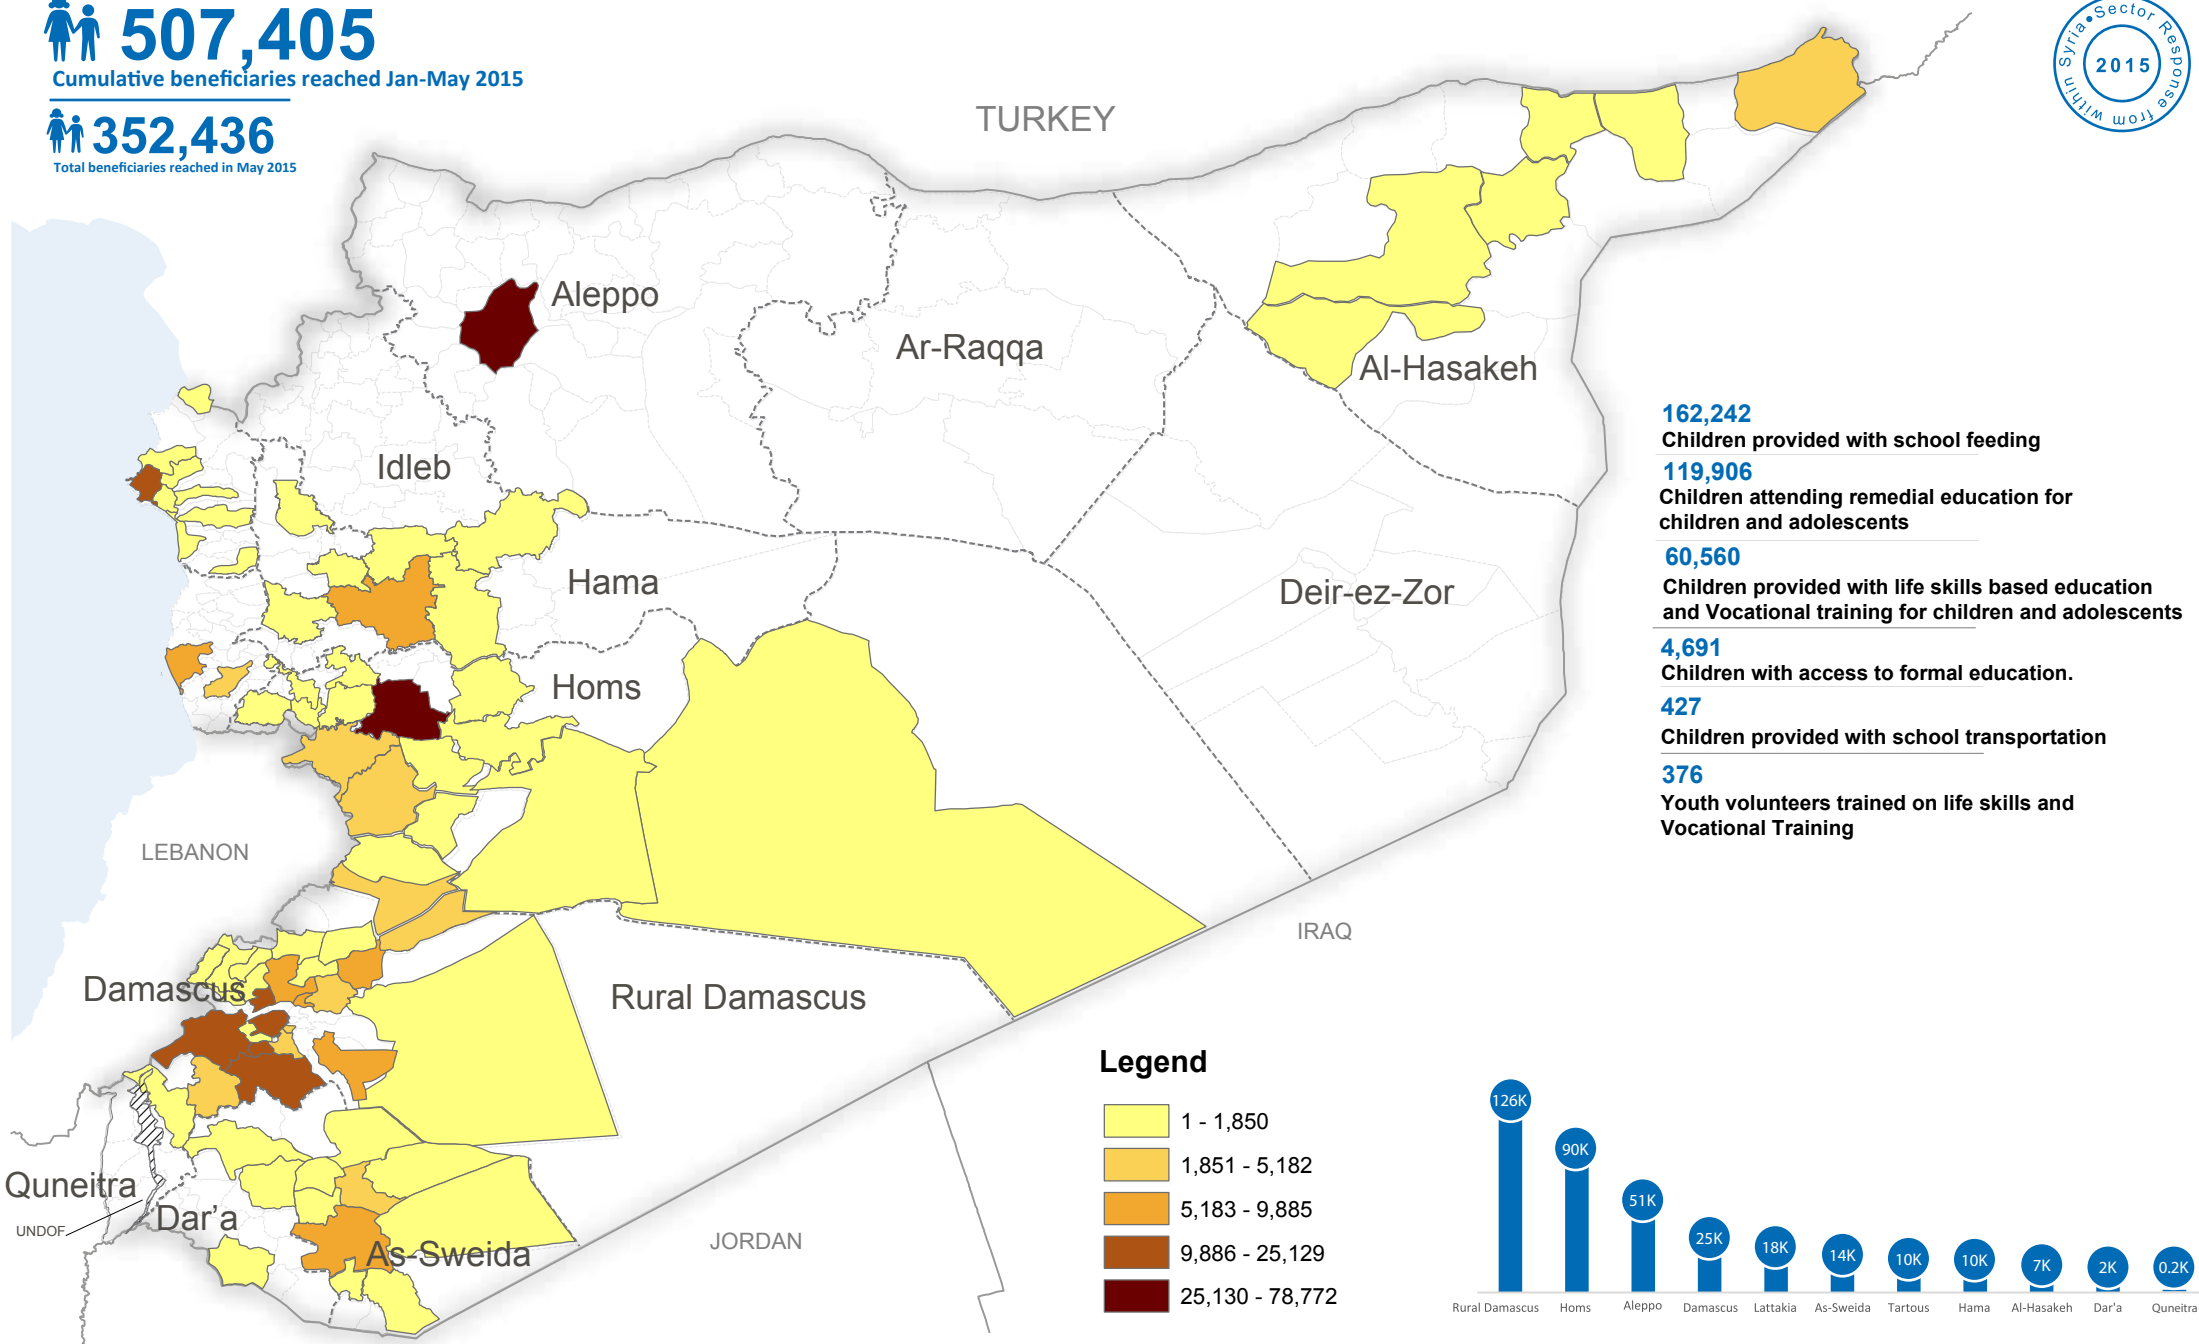 507,405
Cumulative beneficiaries reached Jan-May 2015
352,436
Total beneficiaries reached in May 2015
Sector Response from within Syria
2015
TURKEY
Aleppo
Ar-Raqqa
Al-Hasakeh
Idleb
Hama
Deir-ez-Zor
Homs
LEBANON
IRAQ
Damascus
Rural Damascus
Quneitra
UNDOF
Dar'a
As-Sweida
JORDAN
162,242
Children provided with school feeding
119,906
Children attending remedial education for
children and adolescents
60,560
Children provided with life skills based education
and Vocational training for children and adolescents
4,691
Children with access to formal education.
427
Children provided with school transportation
376
Youth volunteers trained on life skills and
Vocational Training
Legend
1 - 1,850
1,851 - 5,182
5,183 - 9,885
9,886 - 25,129
25,130 - 78,772
126K
90K
51K
25K
18K
14K
10K
10K
7K
2K
0.2K
Rural Damascus
Homs
Aleppo
Damascus
Lattakia
As-Sweida
Tartous
Hama
Al-Hasakeh
Dar'a
Quneitra